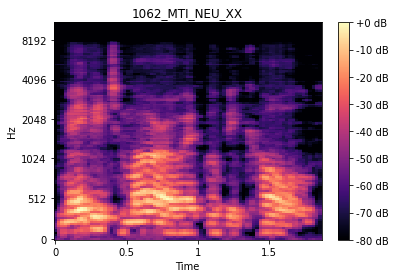 1062_MTI_NEU_XX
+0 dB
8192
-10 dB
4096
-20 dB
-30 dB
2048
Hz
-40 dB
1024
-50 dB
512
-60 dB
-70 dB
0
-80 dB
0 0.5 1 1.5
Time